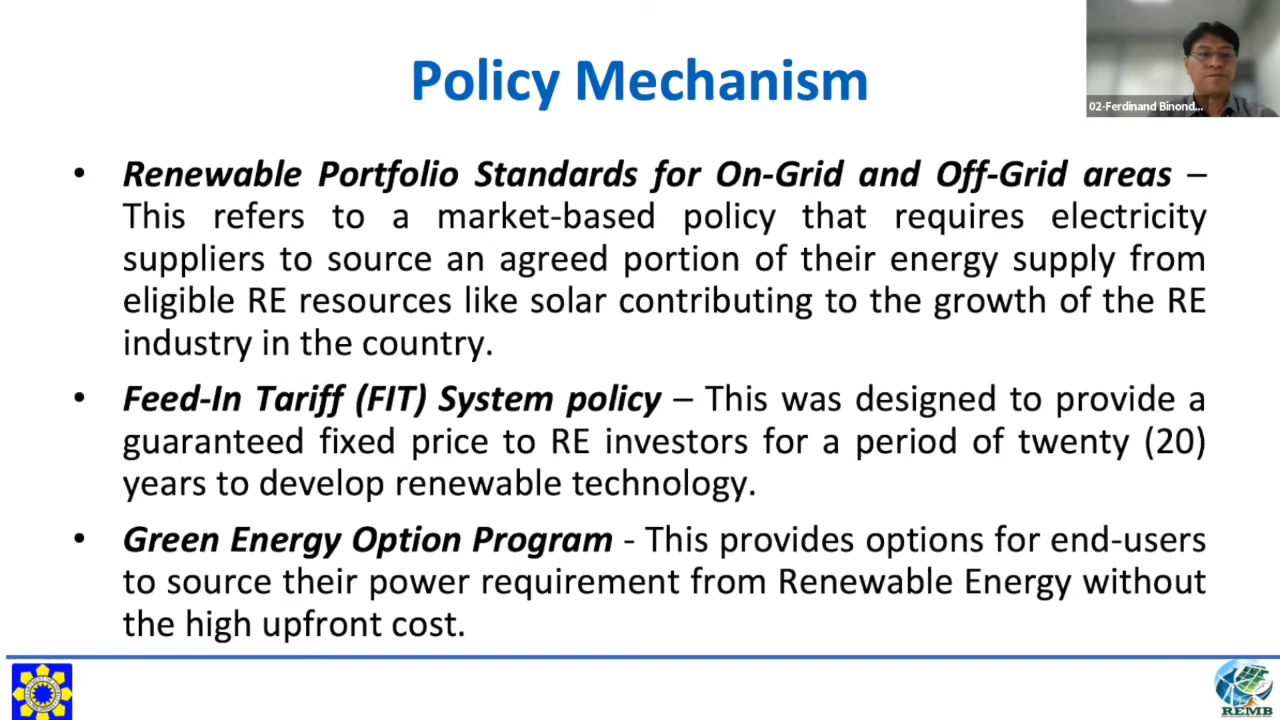 Policy Mechanism
02-Ferdinand Binond...
• Renewable Portfolio Standards for On-Grid and Off-Grid areas –
This refers to a market-based policy that requires electricity
suppliers to source an agreed portion of their energy supply from
eligible RE resources like solar contributing to the growth of the RE
industry in the country.
• Feed-In Tariff (FIT) System policy – This was designed to provide a
guaranteed fixed price to RE investors for a period of twenty (20)
years to develop renewable technology.
• Green Energy Option Program - This provides options for end-users
to source their power requirement from Renewable Energy without
the high upfront cost.
REMB